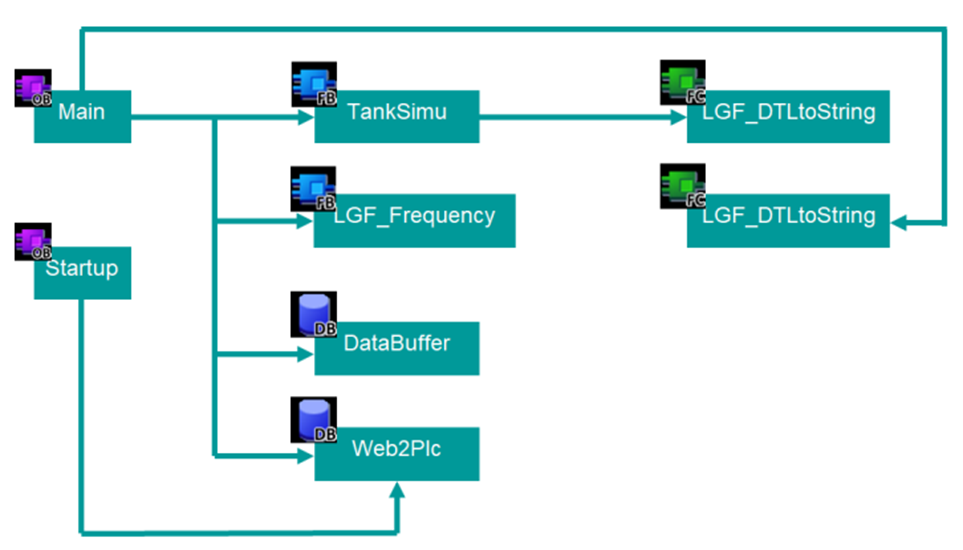 OB
Main
FB
TankSimu
FC
LGF_DTLtoString
FB
LGF_Frequency
FC
LGF_DTLtoString
OB
Startup
DB
DataBuffer
DB
Web2Plc